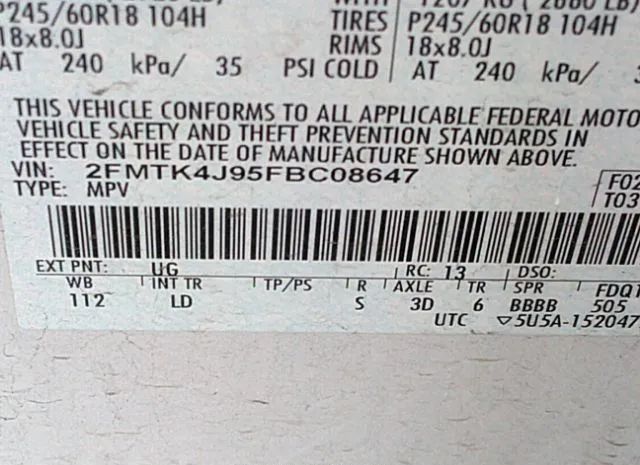 P245/60R18 104H TIRES P245/60R18 104H
18x8.0J RIMS 18x8.0J
AT 240 kPa/ 35 PSI COLD AT 240 kPa/
THIS VEHICLE CONFORMS TO ALL APPLICABLE FEDERAL MOTO
VEHICLE SAFETY AND THEFT PREVENTION STANDARDS IN
EFFECT ON THE DATE OF MANUFACTURE SHOWN ABOVE.
VIN: 2FMTK4J95FBC08647
TYPE: MPV F02
T03
EXT PNT: UG RC: 13 DSO:
WB INT TR TP/PS R AXLE TR SPR FDQ1
112 LD S 3D 6 BBBB 505
UTC ▽5U5A-152047